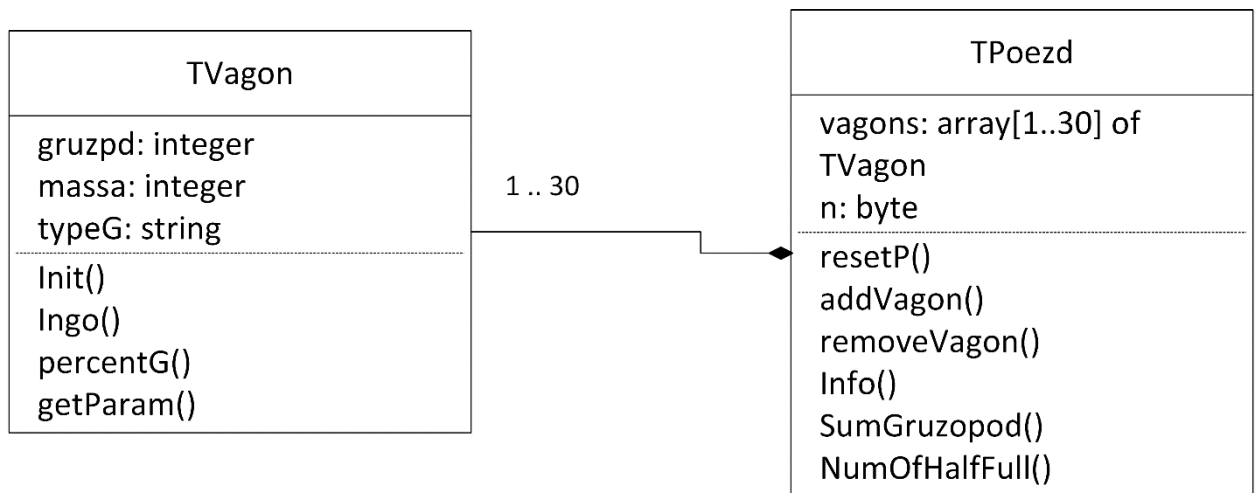 TVagon
gruzpd: integer
massa: integer
typeG: string
Init()
Ingo()
percentG()
getParam()
1 .. 30
TPoezd
vagons: array[1..30] of
TVagon
n: byte
resetP()
addVagon()
removeVagon()
Info()
SumGruzopod()
NumOfHalfFull()